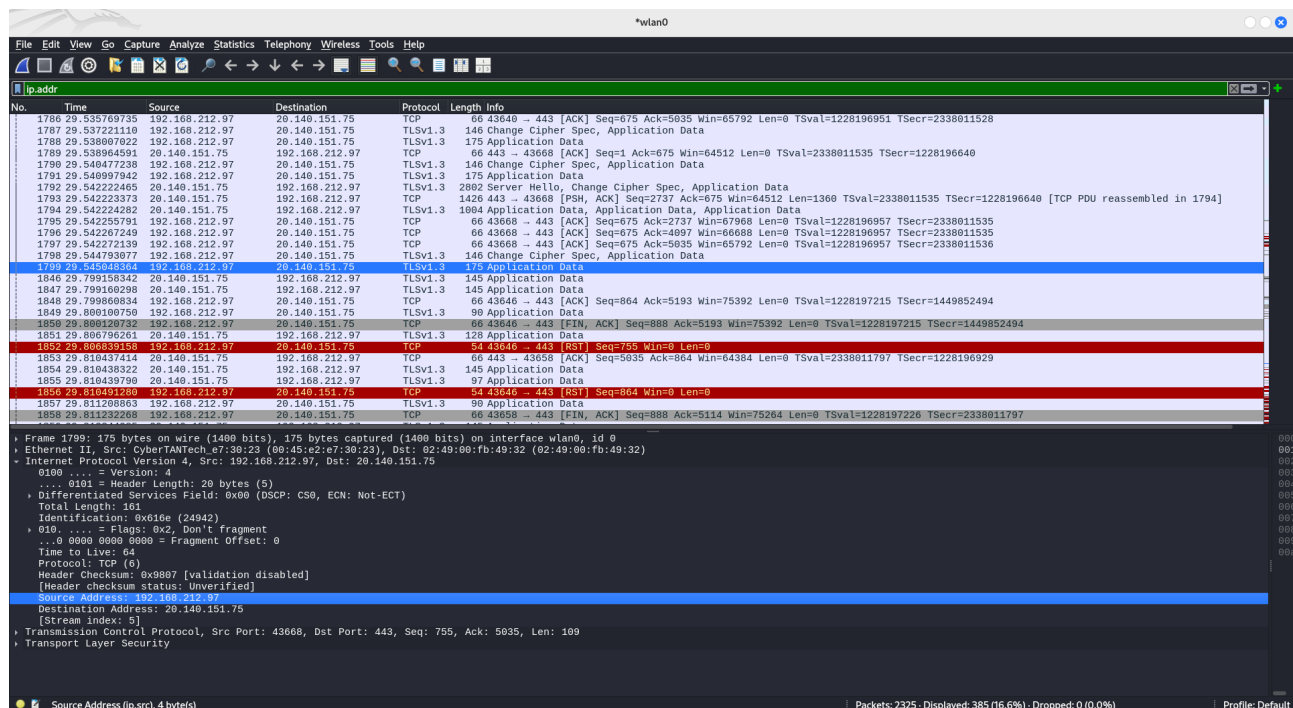 *wlan0
File Edit View Go Capture Analyze Statistics Telephony Wireless Tools Help
ip.addr
No. Time Source Destination Protocol Length Info
1786 29.535769735 192.168.212.97 20.140.151.75 TCP 66 43640 → 443 [ACK] Seq=675 Ack=5035 Win=65792 Len=0 TSval=1228196951 TSecr=2338011528
1787 29.537221110 192.168.212.97 20.140.151.75 TLSv1.3 146 Change Cipher Spec, Application Data
1788 29.538007022 192.168.212.97 20.140.151.75 TLSv1.3 175 Application Data
1789 29.538964591 20.140.151.75 192.168.212.97 TCP 66 443 → 43668 [ACK] Seq=1 Ack=675 Win=64512 Len=0 TSval=2338011535 TSecr=1228196640
1790 29.540477238 192.168.212.97 20.140.151.75 TLSv1.3 146 Change Cipher Spec, Application Data
1791 29.540997942 192.168.212.97 20.140.151.75 TLSv1.3 175 Application Data
1792 29.542222465 20.140.151.75 192.168.212.97 TLSv1.3 2802 Server Hello, Change Cipher Spec, Application Data
1793 29.542223373 20.140.151.75 192.168.212.97 TCP 1426 443 → 43668 [PSH, ACK] Seq=2737 Ack=675 Win=64512 Len=1360 TSval=2338011535 TSecr=1228196640 [TCP PDU reassembled in 1794]
1794 29.542224282 20.140.151.75 192.168.212.97 TLSv1.3 1004 Application Data, Application Data, Application Data
1795 29.542255791 192.168.212.97 20.140.151.75 TCP 66 43668 → 443 [ACK] Seq=675 Ack=2737 Win=67968 Len=0 TSval=1228196957 TSecr=2338011535
1796 29.542267249 192.168.212.97 20.140.151.75 TCP 66 43668 → 443 [ACK] Seq=675 Ack=4097 Win=66688 Len=0 TSval=1228196957 TSecr=2338011535
1797 29.542272139 192.168.212.97 20.140.151.75 TCP 66 43668 → 443 [ACK] Seq=675 Ack=5035 Win=65792 Len=0 TSval=1228196957 TSecr=2338011536
1798 29.544793077 192.168.212.97 20.140.151.75 TLSv1.3 146 Change Cipher Spec, Application Data
1799 29.545048364 192.168.212.97 20.140.151.75 TLSv1.3 175 Application Data
1846 29.799158342 20.140.151.75 192.168.212.97 TLSv1.3 145 Application Data
1847 29.799160298 20.140.151.75 192.168.212.97 TLSv1.3 145 Application Data
1848 29.799860834 192.168.212.97 20.140.151.75 TCP 66 43646 → 443 [ACK] Seq=864 Ack=5193 Win=75392 Len=0 TSval=1228197215 TSecr=1449852494
1849 29.800100750 192.168.212.97 20.140.151.75 TLSv1.3 90 Application Data
1850 29.800120732 192.168.212.97 20.140.151.75 TCP 66 43646 → 443 [FIN, ACK] Seq=888 Ack=5193 Win=75392 Len=0 TSval=1228197215 TSecr=1449852494
1851 29.806796261 20.140.151.75 192.168.212.97 TLSv1.3 128 Application Data
1852 29.806839158 192.168.212.97 20.140.151.75 TCP 54 43646 → 443 [RST] Seq=755 Win=0 Len=0
1853 29.810437414 20.140.151.75 192.168.212.97 TCP 66 443 → 43658 [ACK] Seq=5035 Ack=864 Win=64384 Len=0 TSval=2338011797 TSecr=1228196929
1854 29.810438322 20.140.151.75 192.168.212.97 TLSv1.3 145 Application Data
1855 29.810439790 20.140.151.75 192.168.212.97 TLSv1.3 97 Application Data
1856 29.810491280 192.168.212.97 20.140.151.75 TCP 54 43646 → 443 [RST] Seq=864 Win=0 Len=0
1857 29.811208863 192.168.212.97 20.140.151.75 TLSv1.3 90 Application Data
1858 29.811232268 192.168.212.97 20.140.151.75 TCP 66 43658 → 443 [FIN, ACK] Seq=888 Ack=5114 Win=75264 Len=0 TSval=1228197226 TSecr=2338011797
Frame 1799: 175 bytes on wire (1400 bits), 175 bytes captured (1400 bits) on interface wlan0, id 0
Ethernet II, Src: CyberTANTech_e7:30:23 (00:45:e2:e7:30:23), Dst: 02:49:00:fb:49:32 (02:49:00:fb:49:32)
Internet Protocol Version 4, Src: 192.168.212.97, Dst: 20.140.151.75
0100 .... = Version: 4
.... 0101 = Header Length: 20 bytes (5)
Differentiated Services Field: 0x00 (DSCP: CS0, ECN: Not-ECT)
Total Length: 161
Identification: 0x616e (24942)
010. .... = Flags: 0x2, Don't fragment
...0 0000 0000 0000 = Fragment Offset: 0
Time to Live: 64
Protocol: TCP (6)
Header Checksum: 0x9807 [validation disabled]
[Header checksum status: Unverified]
Source Address: 192.168.212.97
Destination Address: 20.140.151.75
[Stream index: 5]
Transmission Control Protocol, Src Port: 43668, Dst Port: 443, Seq: 755, Ack: 5035, Len: 109
Transport Layer Security
Source Address (ip.src), 4 byte(s) Packets: 2325 · Displayed: 385 (16.6%) · Dropped: 0 (0.0%) Profile: Default